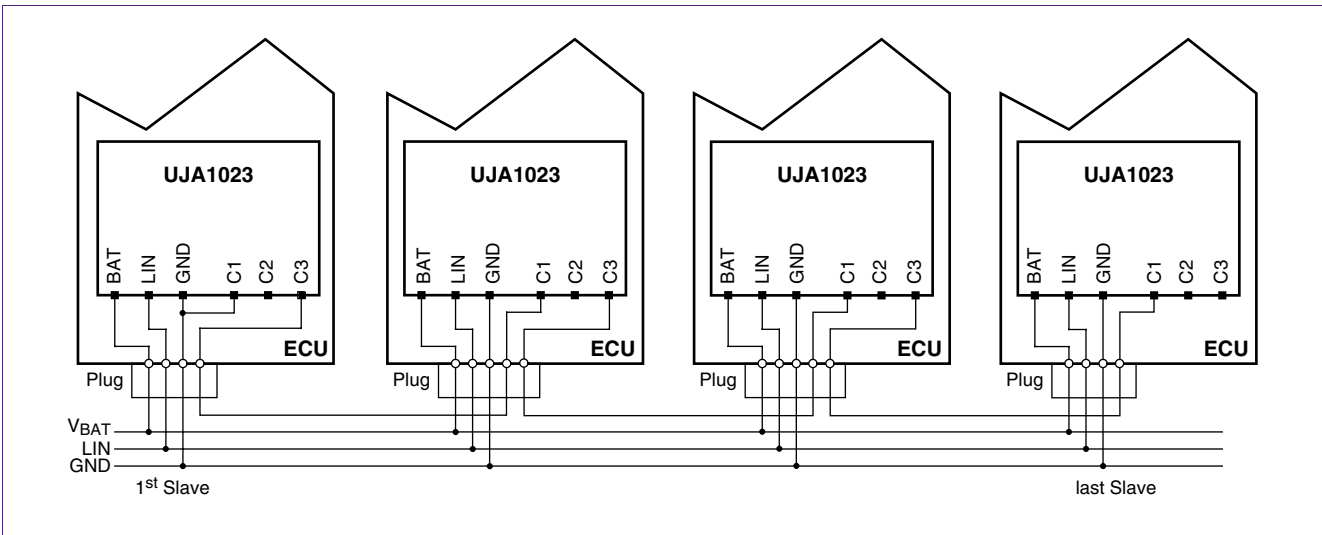 UJA1023 UJA1023 UJA1023 UJA1023
BAT LIN GND C1 C2 C3 BAT LIN GND C1 C2 C3 BAT LIN GND C1 C2 C3 BAT LIN GND C1 C2 C3
ECU ECU ECU ECU
Plug Plug Plug Plug
VBAT
LIN
GND
1st Slave last Slave